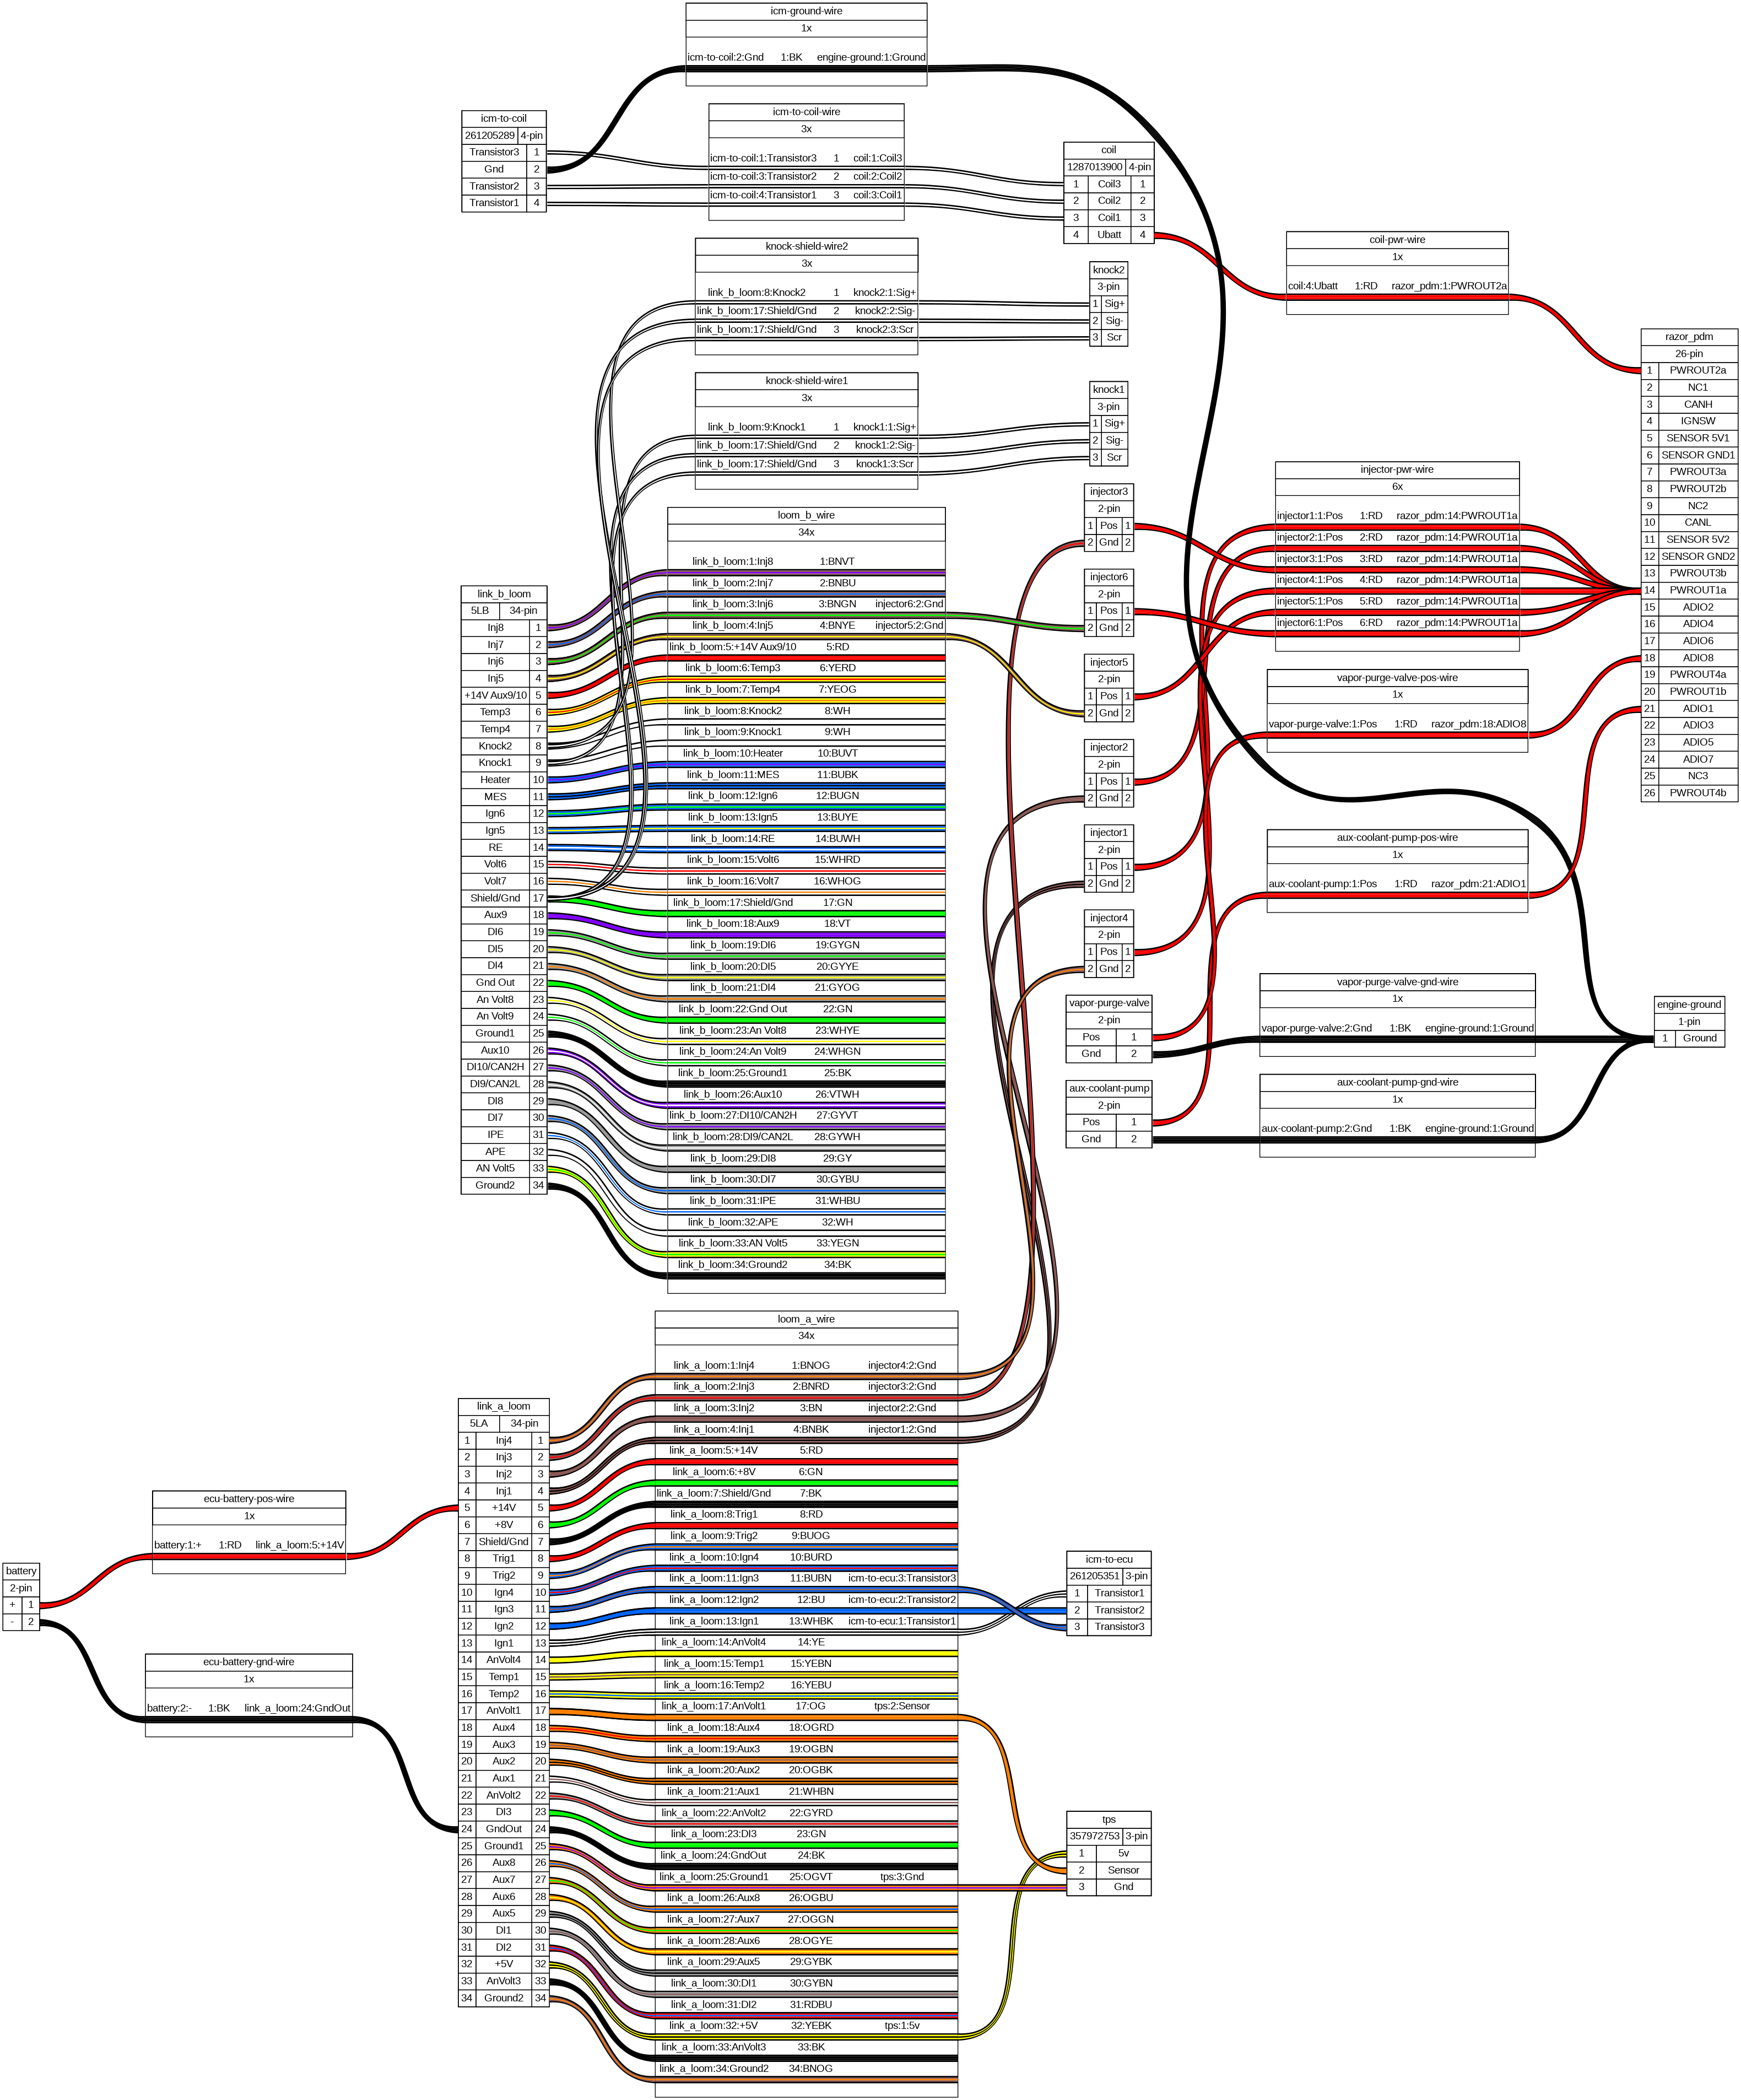 icm-ground-wire
1x
icm-to-coil:2:Gnd 1:BK engine-ground:1:Ground
icm-to-coil
261205289 4-pin
Transistor3 1
Gnd 2
Transistor2 3
Transistor1 4
icm-to-coil-wire
3x
icm-to-coil:1:Transistor3 1 coil:1:Coil3
icm-to-coil:3:Transistor2 2 coil:2:Coil2
icm-to-coil:4:Transistor1 3 coil:3:Coil1
coil
1287013900 4-pin
1 Coil3 1
2 Coil2 2
3 Coil1 3
4 Ubatt 4
coil-pwr-wire
1x
coil:4:Ubatt 1:RD razor_pdm:1:PWROUT2a
knock-shield-wire2
3x
link_b_loom:8:Knock2 1 knock2:1:Sig+
link_b_loom:17:Shield/Gnd 2 knock2:2:Sig-
link_b_loom:17:Shield/Gnd 3 knock2:3:Scr
knock2
3-pin
1 Sig+
2 Sig-
3 Scr
knock-shield-wire1
3x
link_b_loom:9:Knock1 1 knock1:1:Sig+
link_b_loom:17:Shield/Gnd 2 knock1:2:Sig-
link_b_loom:17:Shield/Gnd 3 knock1:3:Scr
knock1
3-pin
1 Sig+
2 Sig-
3 Scr
razor_pdm
26-pin
1 PWROUT2a
2 NC1
3 CANH
4 IGNSW
5 SENSOR 5V1
6 SENSOR GND1
7 PWROUT3a
8 PWROUT2b
9 NC2
10 CANL
11 SENSOR 5V2
12 SENSOR GND2
13 PWROUT3b
14 PWROUT1a
15 ADIO2
16 ADIO4
17 ADIO6
18 ADIO8
19 PWROUT4a
20 PWROUT1b
21 ADIO1
22 ADIO3
23 ADIO5
24 ADIO7
25 NC3
26 PWROUT4b
injector-pwr-wire
6x
injector1:1:Pos 1:RD razor_pdm:14:PWROUT1a
injector2:1:Pos 2:RD razor_pdm:14:PWROUT1a
injector3:1:Pos 3:RD razor_pdm:14:PWROUT1a
injector4:1:Pos 4:RD razor_pdm:14:PWROUT1a
injector5:1:Pos 5:RD razor_pdm:14:PWROUT1a
injector6:1:Pos 6:RD razor_pdm:14:PWROUT1a
injector3
2-pin
1 Pos 1
2 Gnd 2
injector6
2-pin
1 Pos 1
2 Gnd 2
injector5
2-pin
1 Pos 1
2 Gnd 2
injector2
2-pin
1 Pos 1
2 Gnd 2
injector1
2-pin
1 Pos 1
2 Gnd 2
injector4
2-pin
1 Pos 1
2 Gnd 2
vapor-purge-valve-pos-wire
1x
vapor-purge-valve:1:Pos 1:RD razor_pdm:18:ADIO8
aux-coolant-pump-pos-wire
1x
aux-coolant-pump:1:Pos 1:RD razor_pdm:21:ADIO1
vapor-purge-valve
2-pin
Pos 1
Gnd 2
vapor-purge-valve-gnd-wire
1x
vapor-purge-valve:2:Gnd 1:BK engine-ground:1:Ground
engine-ground
1-pin
1 Ground
aux-coolant-pump
2-pin
Pos 1
Gnd 2
aux-coolant-pump-gnd-wire
1x
aux-coolant-pump:2:Gnd 1:BK engine-ground:1:Ground
link_b_loom
5LB 34-pin
Inj8 1
Inj7 2
Inj6 3
Inj5 4
+14V Aux9/10 5
Temp3 6
Temp4 7
Knock2 8
Knock1 9
Heater 10
MES 11
Ign6 12
Ign5 13
RE 14
Volt6 15
Volt7 16
Shield/Gnd 17
Aux9 18
DI6 19
DI5 20
DI4 21
Gnd Out 22
An Volt8 23
An Volt9 24
Ground1 25
Aux10 26
DI10/CAN2H 27
DI9/CAN2L 28
DI8 29
DI7 30
IPE 31
APE 32
AN Volt5 33
Ground2 34
loom_b_wire
34x
link_b_loom:1:Inj8 1:BNVT
link_b_loom:2:Inj7 2:BNBU
link_b_loom:3:Inj6 3:BNGN injector6:2:Gnd
link_b_loom:4:Inj5 4:BNYE injector5:2:Gnd
link_b_loom:5:+14V Aux9/10 5:RD
link_b_loom:6:Temp3 6:YERD
link_b_loom:7:Temp4 7:YEOG
link_b_loom:8:Knock2 8:WH
link_b_loom:9:Knock1 9:WH
link_b_loom:10:Heater 10:BUVT
link_b_loom:11:MES 11:BUBK
link_b_loom:12:Ign6 12:BUGN
link_b_loom:13:Ign5 13:BUYE
link_b_loom:14:RE 14:BUWH
link_b_loom:15:Volt6 15:WHRD
link_b_loom:16:Volt7 16:WHOG
link_b_loom:17:Shield/Gnd 17:GN
link_b_loom:18:Aux9 18:VT
link_b_loom:19:DI6 19:GYGN
link_b_loom:20:DI5 20:GYYE
link_b_loom:21:DI4 21:GYOG
link_b_loom:22:Gnd Out 22:GN
link_b_loom:23:An Volt8 23:WHYE
link_b_loom:24:An Volt9 24:WHGN
link_b_loom:25:Ground1 25:BK
link_b_loom:26:Aux10 26:VTWH
link_b_loom:27:DI10/CAN2H 27:GYVT
link_b_loom:28:DI9/CAN2L 28:GYWH
link_b_loom:29:DI8 29:GY
link_b_loom:30:DI7 30:GYBU
link_b_loom:31:IPE 31:WHBU
link_b_loom:32:APE 32:WH
link_b_loom:33:AN Volt5 33:YEGN
link_b_loom:34:Ground2 34:BK
battery
2-pin
+ 1
- 2
ecu-battery-pos-wire
1x
battery:1:+ 1:RD link_a_loom:5:+14V
ecu-battery-gnd-wire
1x
battery:2:- 1:BK link_a_loom:24:GndOut
link_a_loom
5LA 34-pin
1 Inj4 1
2 Inj3 2
3 Inj2 3
4 Inj1 4
5 +14V 5
6 +8V 6
7 Shield/Gnd 7
8 Trig1 8
9 Trig2 9
10 Ign4 10
11 Ign3 11
12 Ign2 12
13 Ign1 13
14 AnVolt4 14
15 Temp1 15
16 Temp2 16
17 AnVolt1 17
18 Aux4 18
19 Aux3 19
20 Aux2 20
21 Aux1 21
22 AnVolt2 22
23 DI3 23
24 GndOut 24
25 Ground1 25
26 Aux8 26
27 Aux7 27
28 Aux6 28
29 Aux5 29
30 DI1 30
31 DI2 31
32 +5V 32
33 AnVolt3 33
34 Ground2 34
loom_a_wire
34x
link_a_loom:1:Inj4 1:BNOG injector4:2:Gnd
link_a_loom:2:Inj3 2:BNRD injector3:2:Gnd
link_a_loom:3:Inj2 3:BN injector2:2:Gnd
link_a_loom:4:Inj1 4:BNBK injector1:2:Gnd
link_a_loom:5:+14V 5:RD
link_a_loom:6:+8V 6:GN
link_a_loom:7:Shield/Gnd 7:BK
link_a_loom:8:Trig1 8:RD
link_a_loom:9:Trig2 9:BUOG
link_a_loom:10:Ign4 10:BURD
link_a_loom:11:Ign3 11:BUBN icm-to-ecu:3:Transistor3
link_a_loom:12:Ign2 12:BU icm-to-ecu:2:Transistor2
link_a_loom:13:Ign1 13:WHBK icm-to-ecu:1:Transistor1
link_a_loom:14:AnVolt4 14:YE
link_a_loom:15:Temp1 15:YEBN
link_a_loom:16:Temp2 16:YEBU
link_a_loom:17:AnVolt1 17:OG tps:2:Sensor
link_a_loom:18:Aux4 18:OGRD
link_a_loom:19:Aux3 19:OGBN
link_a_loom:20:Aux2 20:OGBK
link_a_loom:21:Aux1 21:WHBN
link_a_loom:22:AnVolt2 22:GYRD
link_a_loom:23:DI3 23:GN
link_a_loom:24:GndOut 24:BK
link_a_loom:25:Ground1 25:OGVT tps:3:Gnd
link_a_loom:26:Aux8 26:OGBU
link_a_loom:27:Aux7 27:OGGN
link_a_loom:28:Aux6 28:OGYE
link_a_loom:29:Aux5 29:GYBK
link_a_loom:30:DI1 30:GYBN
link_a_loom:31:DI2 31:RDBU
link_a_loom:32:+5V 32:YEBK tps:1:5v
link_a_loom:33:AnVolt3 33:BK
link_a_loom:34:Ground2 34:BNOG
icm-to-ecu
261205351 3-pin
1 Transistor1
2 Transistor2
3 Transistor3
tps
357972753 3-pin
1 5v
2 Sensor
3 Gnd